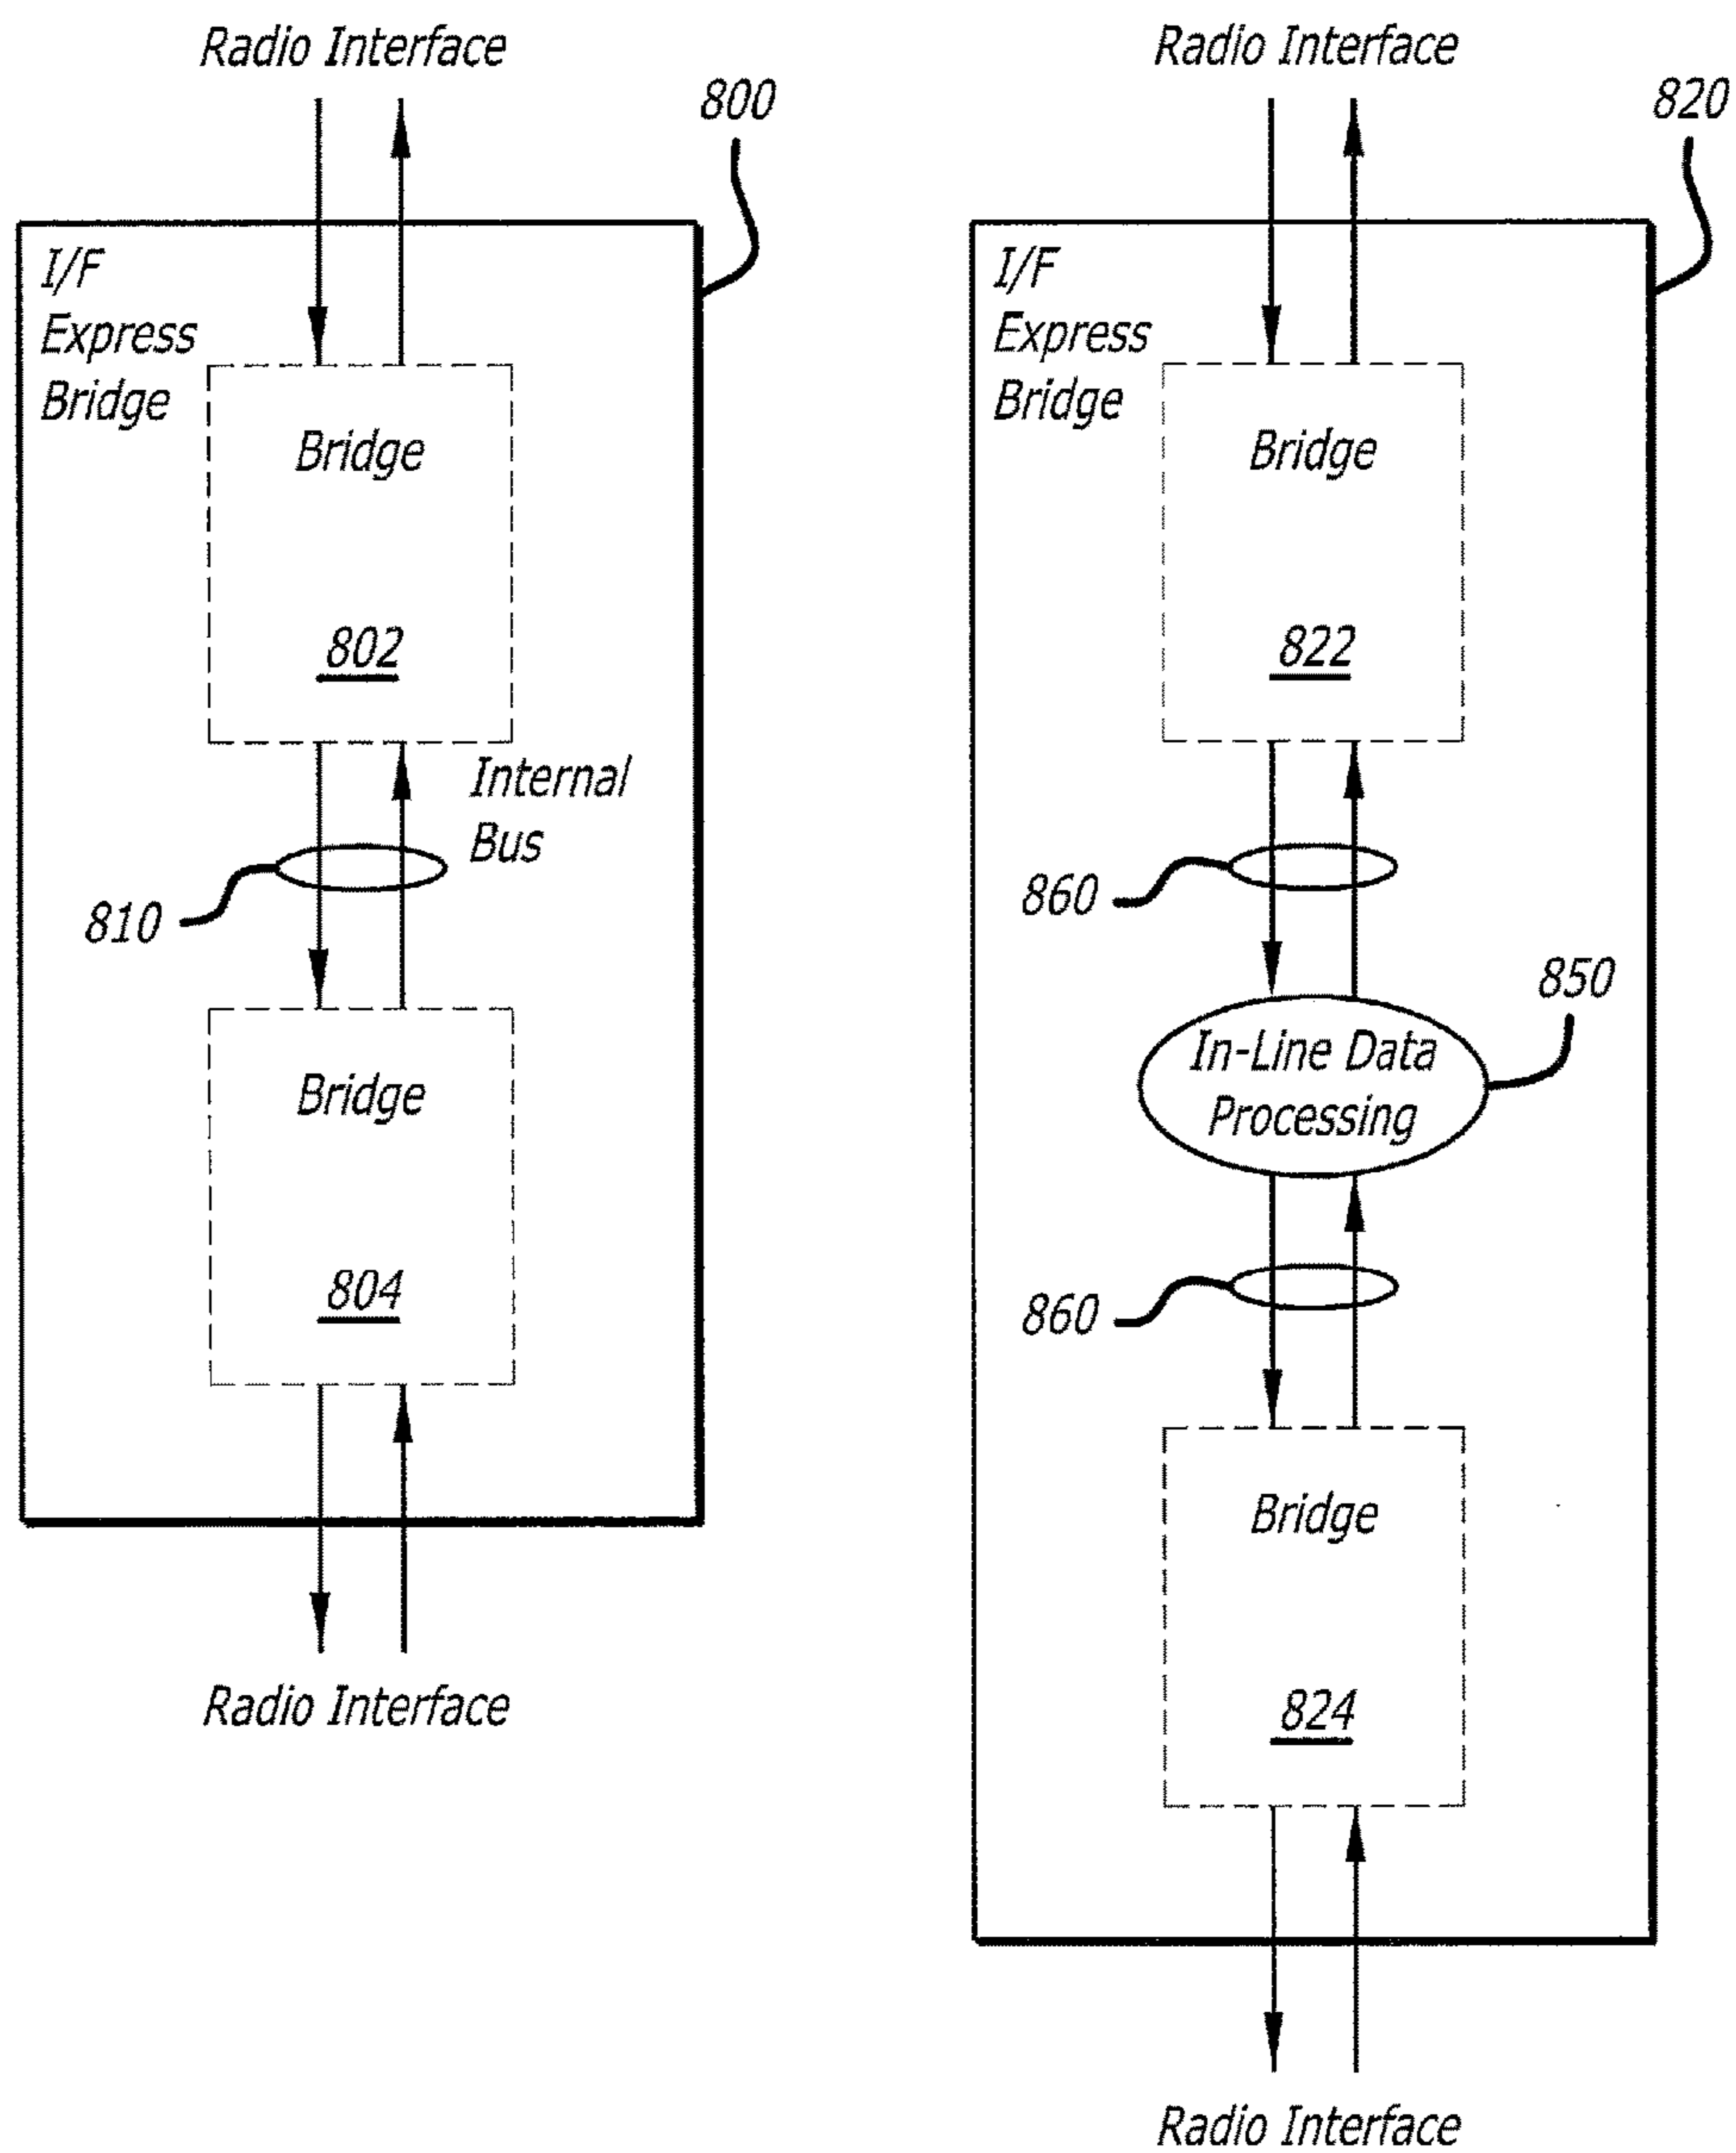 Radio Interface
800
I/F
Express
Bridge
Bridge
802
Internal
Bus
810
Bridge
804
Radio Interface
Radio Interface
820
I/F
Express
Bridge
Bridge
822
860
850
In-Line Data
Processing
860
Bridge
824
Radio Interface